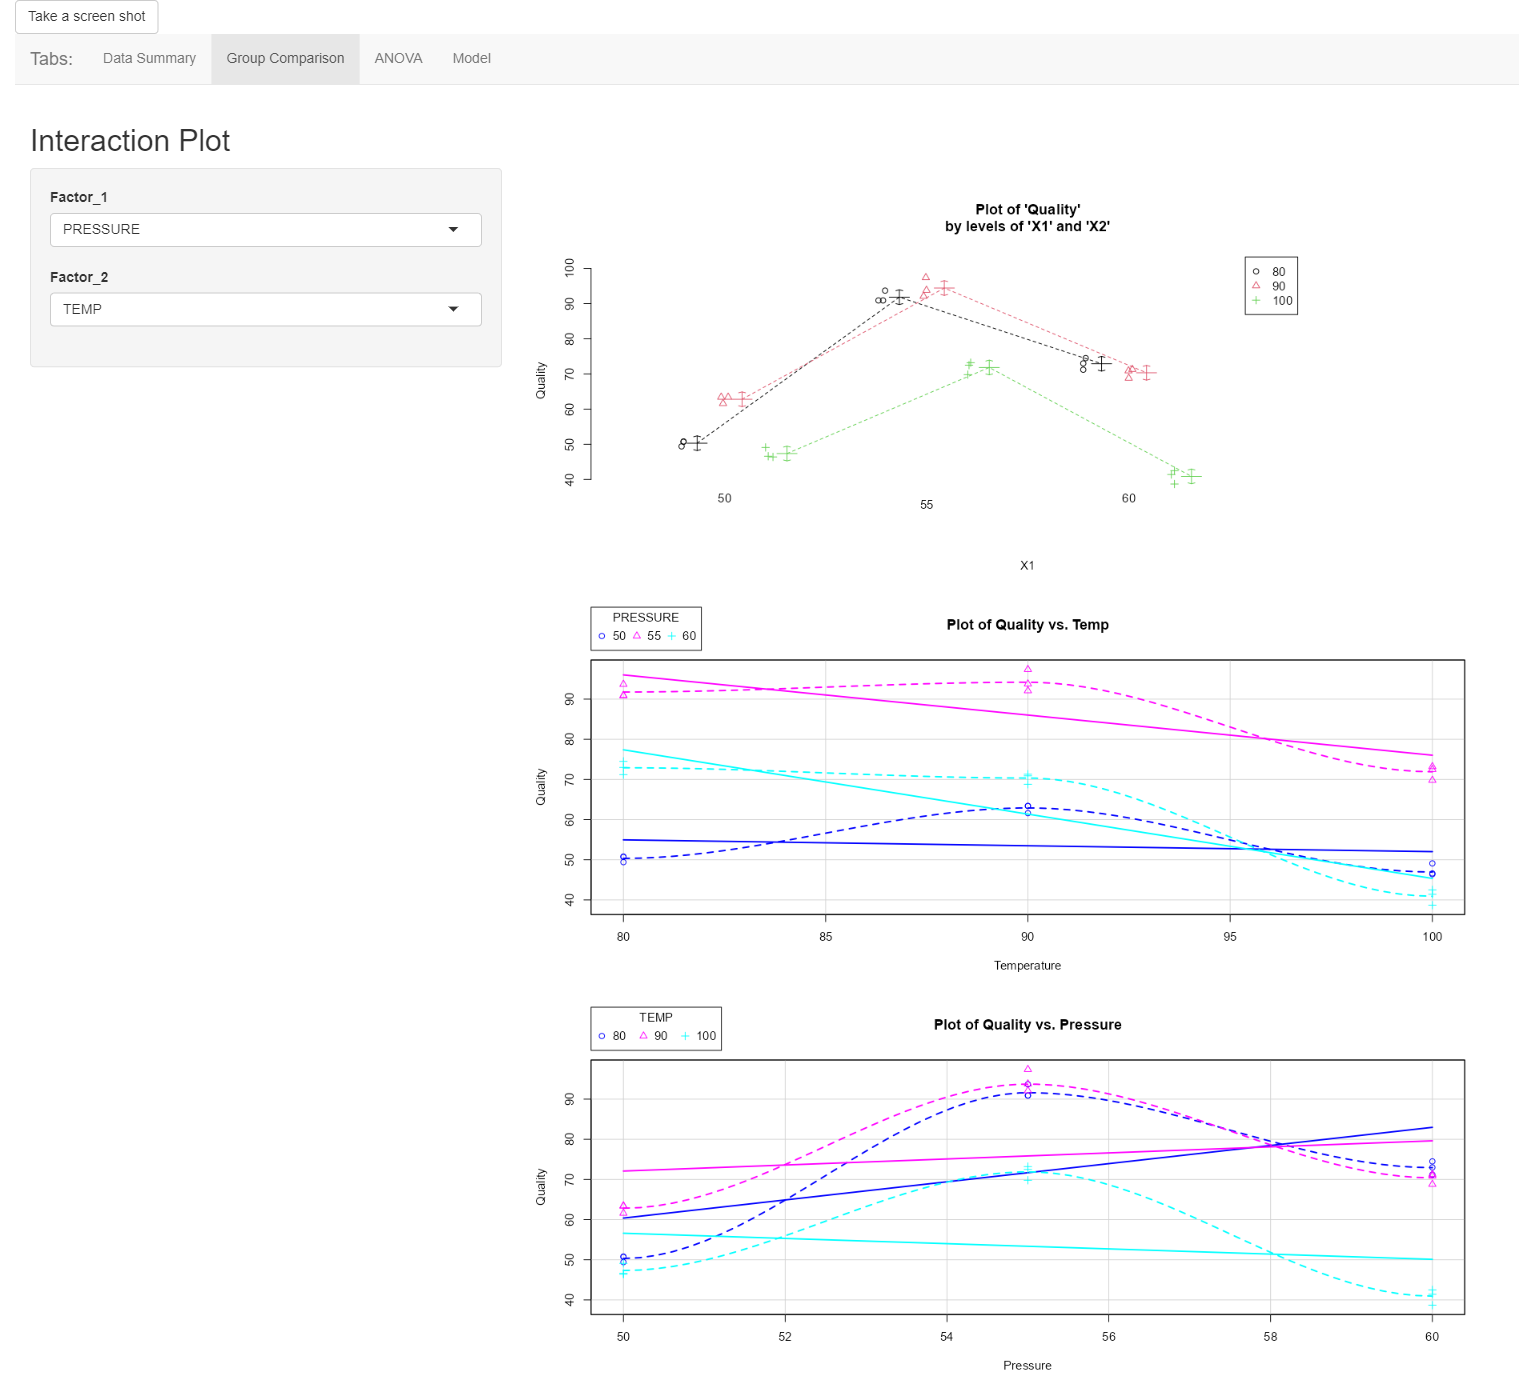 Take a screen shot
Tabs: Data Summary Group Comparison ANOVA Model
Interaction Plot
Factor_1
PRESSURE
Factor_2
TEMP
Plot of 'Quality'
by levels of 'X1' and 'X2'
80
90
100
100
90
80
70
60
50
40
Quality
50 55 60
X1
PRESSURE
50 55 60
Plot of Quality vs. Temp
90
80
70
60
50
40
Quality
80 85 90 95 100
Temperature
TEMP
80 90 100
Plot of Quality vs. Pressure
90
80
70
60
50
40
Quality
50 52 54 56 58 60
Pressure